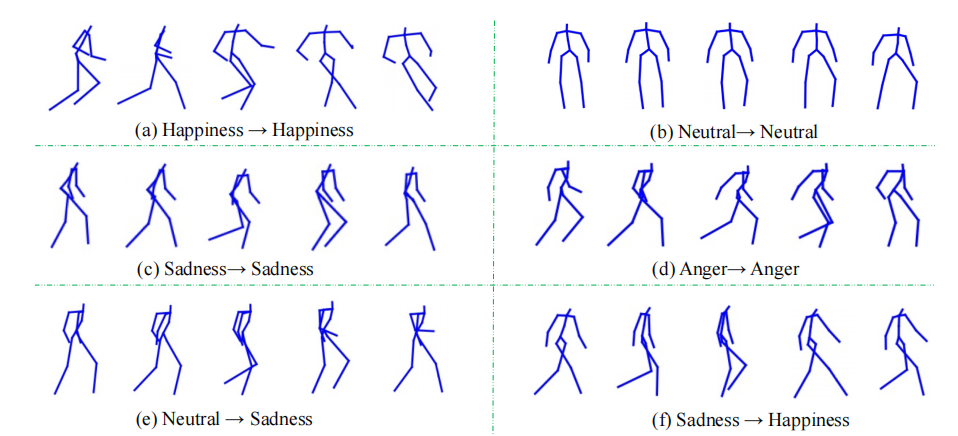 (a) Happiness → Happiness
(b) Neutral→ Neutral
(c) Sadness→ Sadness
(d) Anger→ Anger
(e) Neutral → Sadness
(f) Sadness → Happiness